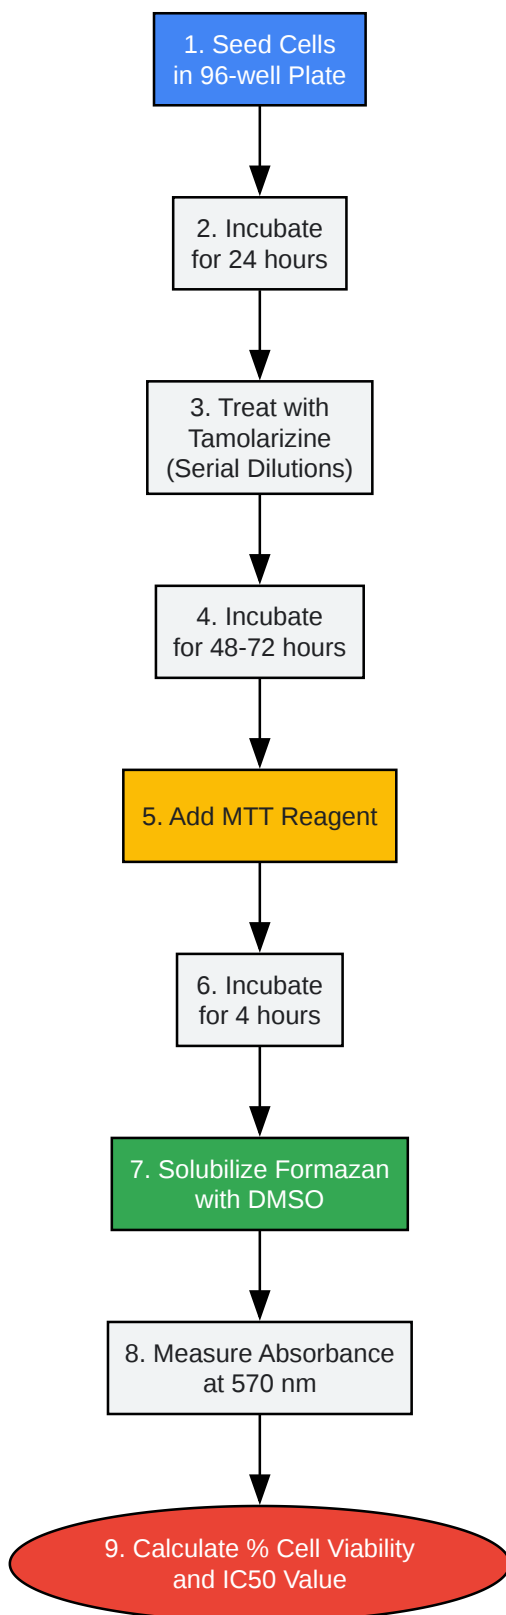 1. Seed Cells
in 96-well Plate
2. Incubate
for 24 hours
3. Treat with
Tamolarizine
(Serial Dilutions)
4. Incubate
for 48-72 hours
5. Add MTT Reagent
6. Incubate
for 4 hours
7. Solubilize Formazan
with DMSO
8. Measure Absorbance
at 570 nm
9. Calculate % Cell Viability
and IC50 Value